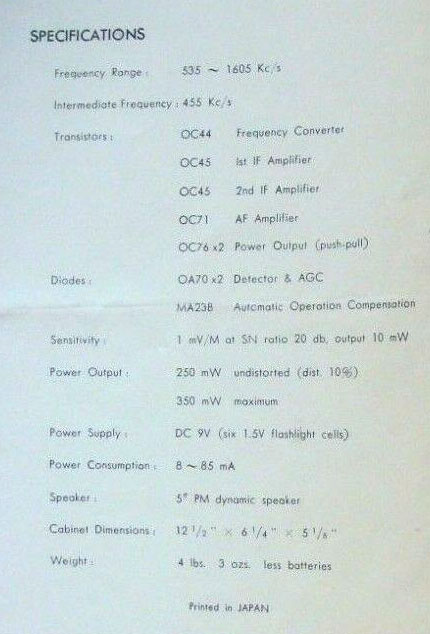 SPECIFICATIONS
Frequency Range : 535 ~ 1605 Kc/s
Intermediate Frequency : 455 Kc/s
Transistors : OC44 Frequency Converter
OC45 1st IF Amplifier
OC45 2nd IF Amplifier
OC71 AF Amplifier
OC76 x2 Power Output (push-pull)
Diodes : OA70 x2 Detector & AGC
MA23B Automatic Operation Compensation
Sensitivity : 1 mV/M at SN ratio 20 db, output 10 mW
Power Output : 250 mW undistorted (dist. 10%)
350 mW maximum
Power Supply : DC 9V (six 1.5V flashlight cells)
Power Consumption : 8 ~ 85 mA
Speaker : 5" PM dynamic speaker
Cabinet Dimensions : 12 1/2" × 6 1/4" × 5 1/8"
Weight : 4 lbs. 3 ozs. less batteries
Printed in JAPAN